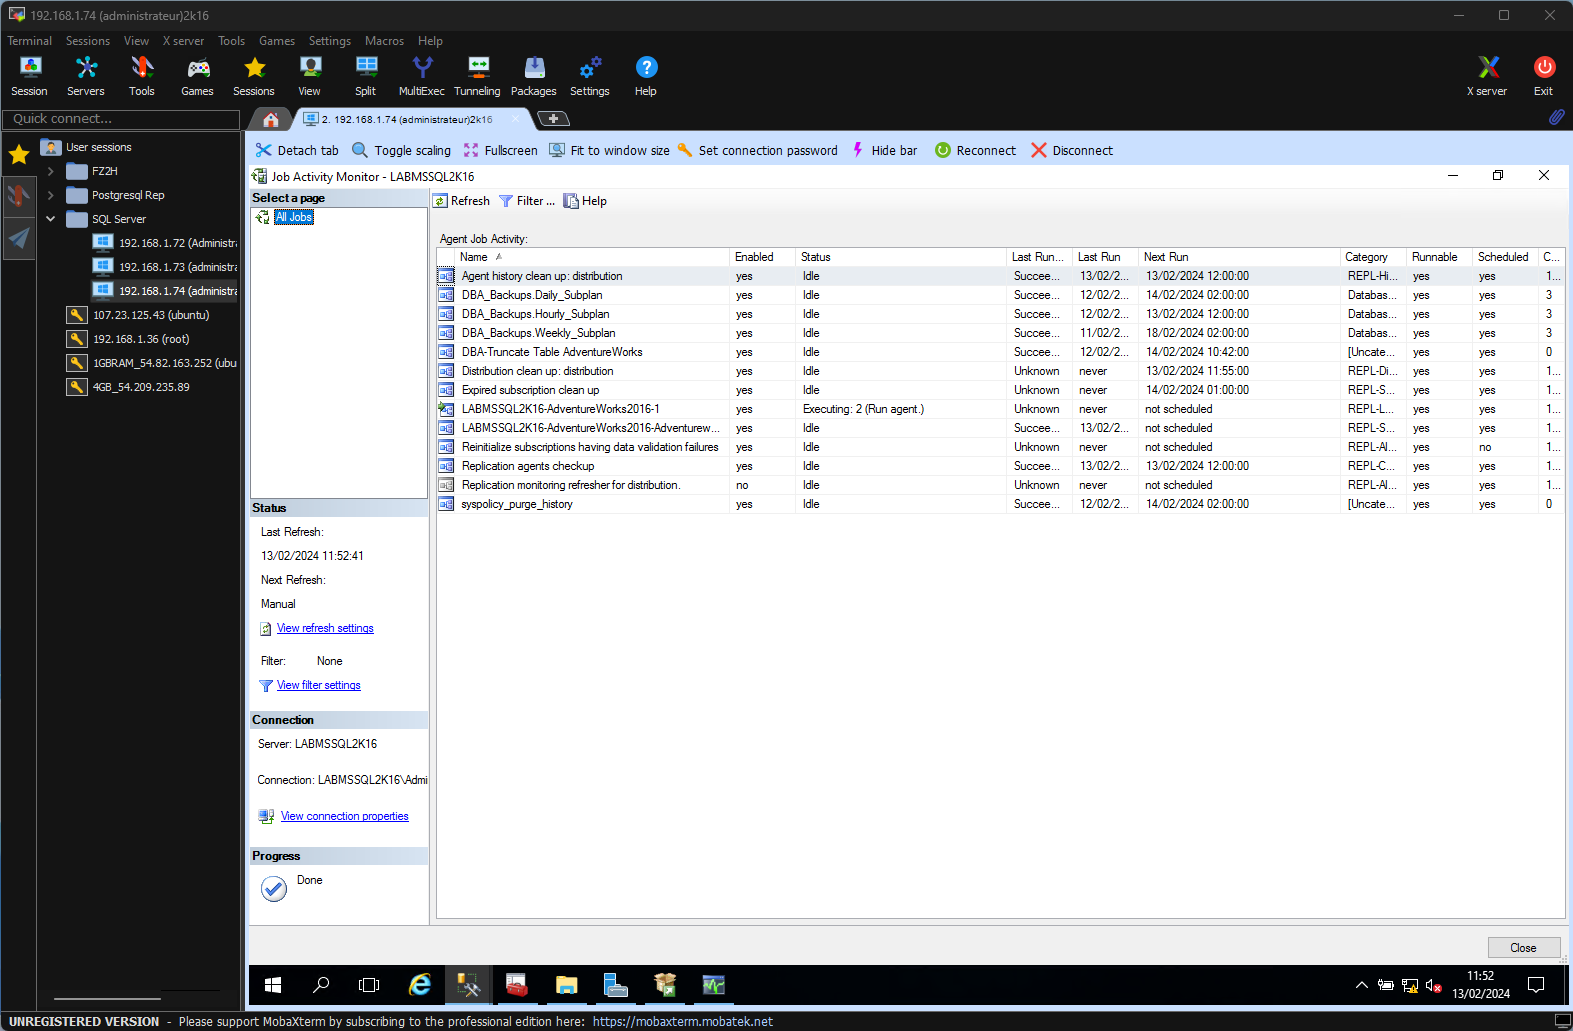 192.168.1.74 (administrateur)2k16
Terminal Sessions View X server Tools Games Settings Macros Help
Session Servers Tools Games Sessions View Split MultiExec Tunneling Packages Settings Help X server Exit
Quick connect...
2. 192.168.1.74 (administrateur)2k16
Detach tab Toggle scaling Fullscreen Fit to window size Set connection password Hide bar Reconnect Disconnect
User sessions
FZ2H
Postgresql Rep
SQL Server
192.168.1.72 (Administra
192.168.1.73 (administra
192.168.1.74 (administra
107.23.125.43 (ubuntu)
192.168.1.36 (root)
1GBRAM_54.82.163.252 (ubu
4GB_54.209.235.89
Job Activity Monitor - LABMSSQL2K16
Select a page
All Jobs
Refresh Filter ... Help
Agent Job Activity:
Name Enabled Status Last Run... Last Run Next Run Category Runnable Scheduled C...
Agent history clean up: distribution yes Idle Succee... 13/02/2... 13/02/2024 12:00:00 REPL-Hi... yes yes 1...
DBA_Backups.Daily_Subplan yes Idle Succee... 12/02/2... 14/02/2024 02:00:00 Databas... yes yes 3
DBA_Backups.Hourly_Subplan yes Idle Succee... 12/02/2... 13/02/2024 12:00:00 Databas... yes yes 3
DBA_Backups.Weekly_Subplan yes Idle Succee... 11/02/2... 18/02/2024 02:00:00 Databas... yes yes 3
DBA-Truncate Table AdventureWorks yes Idle Succee... 12/02/2... 14/02/2024 10:42:00 [Uncate... yes yes 0
Distribution clean up: distribution yes Idle Unknown never 13/02/2024 11:55:00 REPL-Di... yes yes 1...
Expired subscription clean up yes Idle Unknown never 14/02/2024 01:00:00 REPL-S... yes yes 1...
LABMSSQL2K16-AdventureWorks2016-1 yes Executing: 2 (Run agent.) Unknown never not scheduled REPL-L... yes yes 1...
LABMSSQL2K16-AdventureWorks2016-Adventurew... yes Idle Succee... 13/02/2... not scheduled REPL-S... yes yes 1...
Reinitialize subscriptions having data validation failures yes Idle Unknown never not scheduled REPL-Al... yes no 1...
Replication agents checkup yes Idle Succee... 13/02/2... 13/02/2024 12:00:00 REPL-C... yes yes 1...
Replication monitoring refresher for distribution. no Idle Unknown never not scheduled REPL-Al... yes yes 1...
syspolicy_purge_history yes Idle Succee... 12/02/2... 14/02/2024 02:00:00 [Uncate... yes yes 0
Status
Last Refresh:
13/02/2024 11:52:41
Next Refresh:
Manual
View refresh settings
Filter: None
View filter settings
Connection
Server: LABMSSQL2K16
Connection: LABMSSQL2K16\Admi
View connection properties
Progress
Done
Close
11:52
13/02/2024
UNREGISTERED VERSION - Please support MobaXterm by subscribing to the professional edition here: https://mobaxterm.mobatek.net